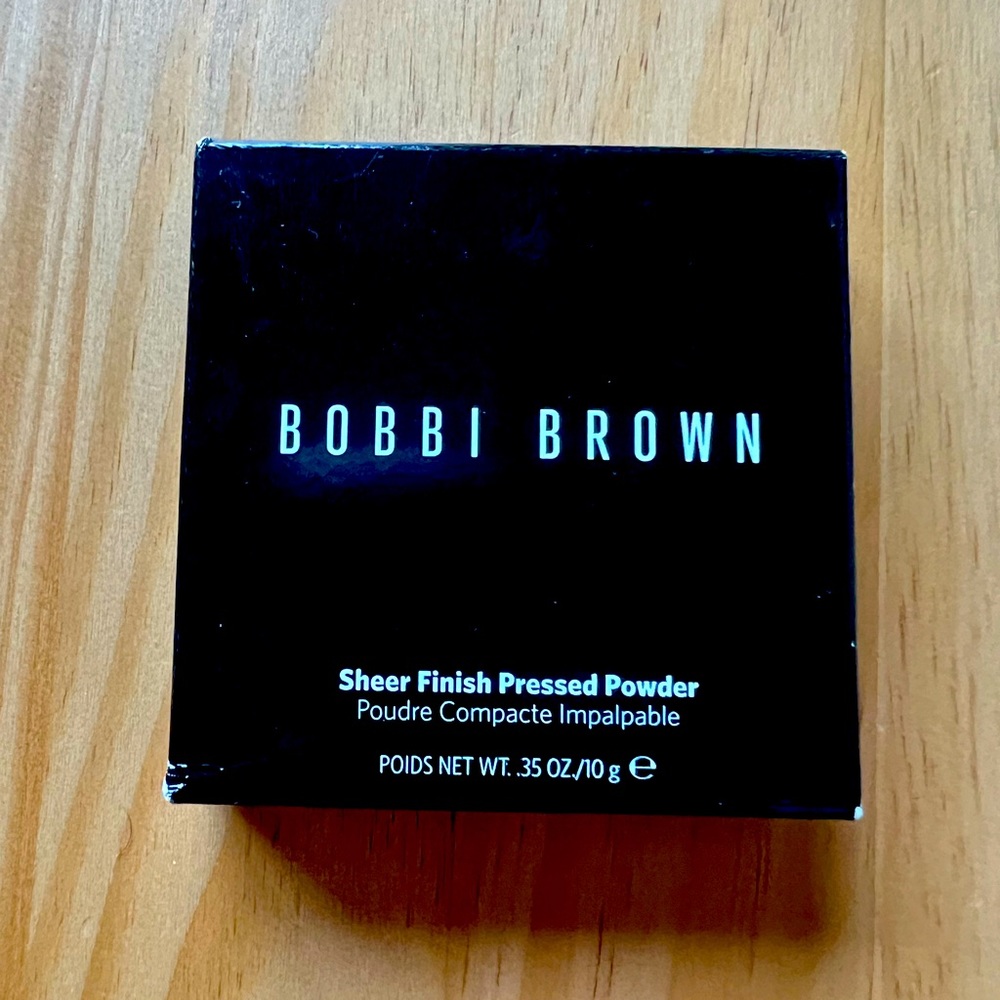 BOBBI BROWN
Sheer Finish Pressed Powder
Poudre Compacte Impalpable
POIDS NET WT. .35 OZ./10 g ℮